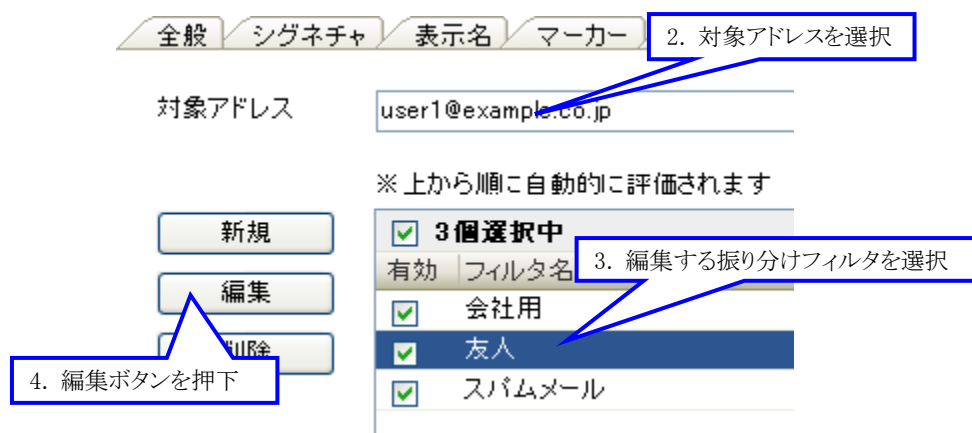 全般 シグネチャ 表示名 マーカー
2. 対象アドレスを選択
対象アドレス user1@example.co.jp
※上から順に自動的に評価されます
新規
3個選択中
3. 編集する振り分けフィルタを選択
有効 フィルタ名
編集
会社用
友人
削除
4. 編集ボタンを押下
スパムメール